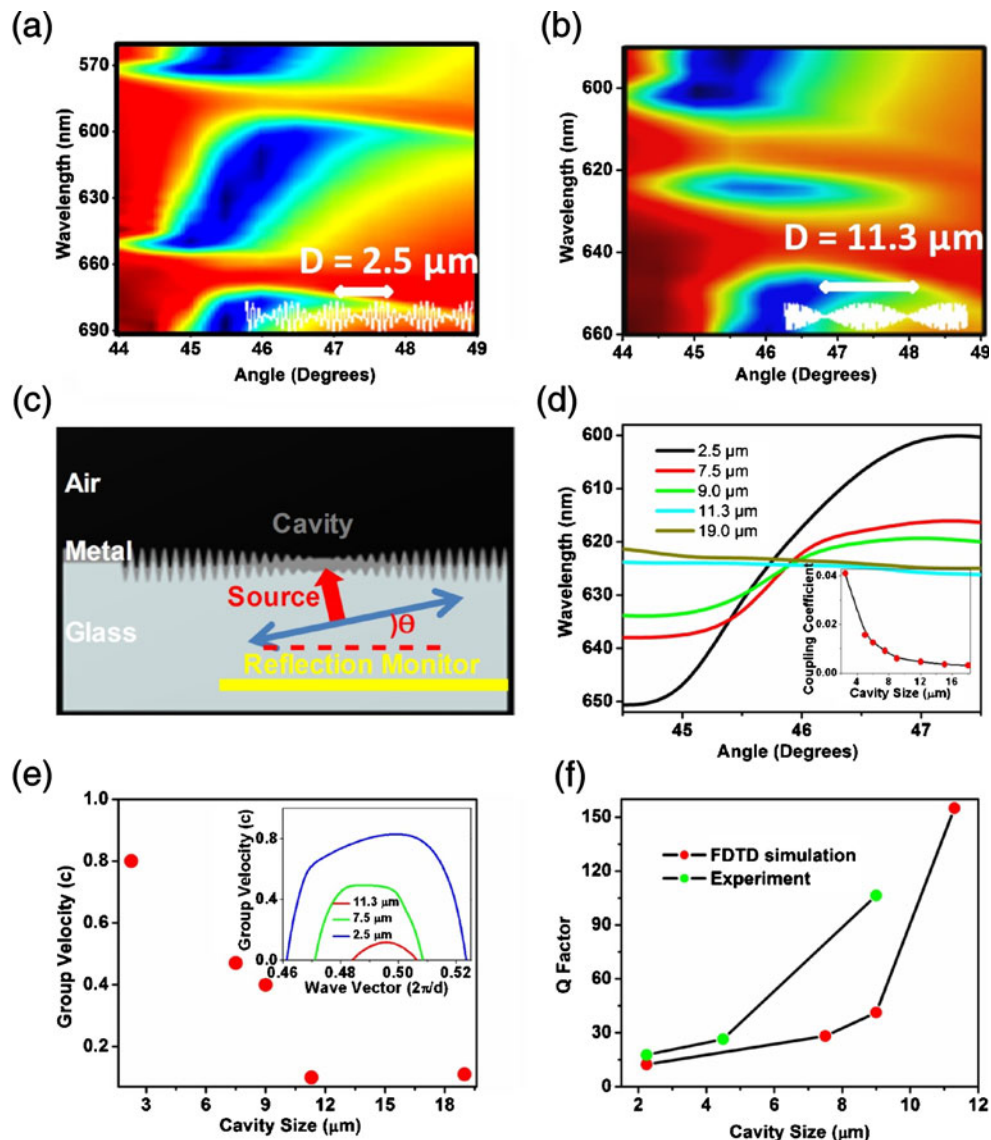 (a)
570
600
630
660
690
Wavelength (nm)
D = 2.5 µm
44 45 46 47 48 49
Angle (Degrees)
(b)
600
620
640
660
Wavelength (nm)
D = 11.3 µm
44 45 46 47 48 49
Angle (Degrees)
(c)
Air
Cavity
Metal
Source
Glass
)θ
Reflection Monitor
(d)
600
610
620
630
640
650
Wavelength (nm)
2.5 µm
7.5 µm
9.0 µm
11.3 µm
19.0 µm
0.04
0.02
0.00
Coupling Coefficient
4 8 12 16
Cavity Size (µm)
45 46 47
Angle (Degrees)
(e)
1.0
0.8
0.6
0.4
0.2
Group Velocity (c)
0.8
0.4
0.0
Group Velocity (c)
11.3 µm
7.5 µm
2.5 µm
0.46 0.48 0.50 0.52
Wave Vector (2π/d)
3 6 9 12 15 18
Cavity Size (µm)
(f)
150
120
90
60
30
0
Q Factor
FDTD simulation
Experiment
2 4 6 8 10 12
Cavity Size (µm)